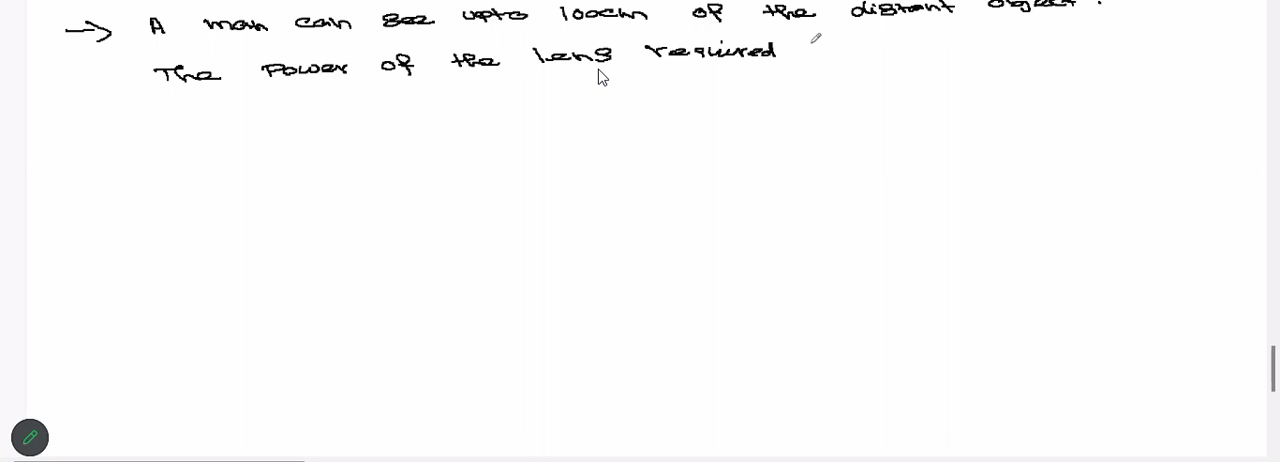 → A man can see upto 100cm of the distant object.
The Power of the lens required